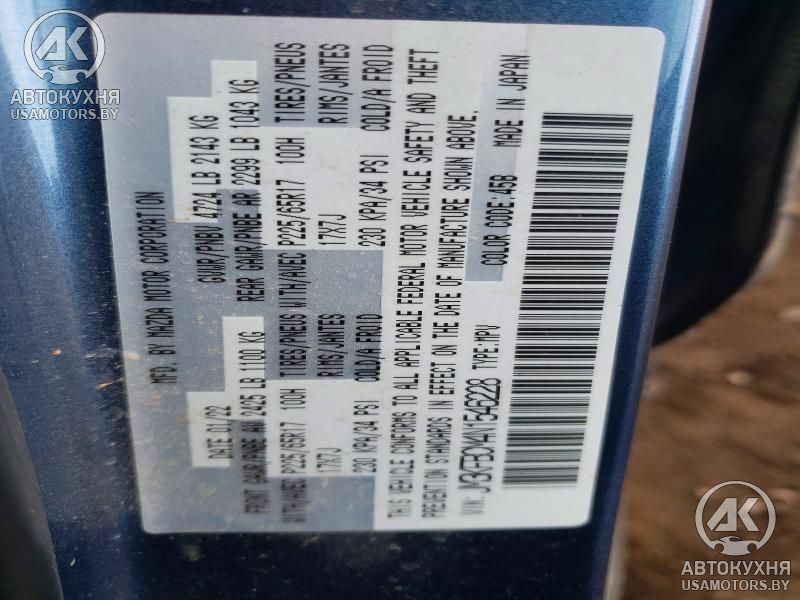 MFD. BY MAZDA MOTOR CORPORATION
DATE 01/22 GVWR/PNBV 4724 LB 2143 KG
FRONT GAWR/PNBE AV 2425 LB 1100 KG REAR GAWR/PNBE AR 2299 LB 1043 KG
WITH/AVEC P225/65R17 100H TIRES/PNEUS WITH/AVEC P225/65R17 100H TIRES/PNEUS
17X7J RIMS/JANTES 17X7J RIMS/JANTES
230 KPA/34 PSI COLD/A FROID 230 KPA/34 PSI COLD/A FROID
THIS VEHICLE CONFORMS TO ALL APPLICABLE FEDERAL MOTOR VEHICLE SAFETY AND THEFT
PREVENTION STANDARDS IN EFFECT ON THE DATE OF MANUFACTURE SHOWN ABOVE.
VIN: TYPE:MPV COLOR CODE:45B MADE IN JAPAN
АК
АВТОКУХНЯ
USAMOTORS.BY
АК
АВТОКУХНЯ
USAMOTORS.BY